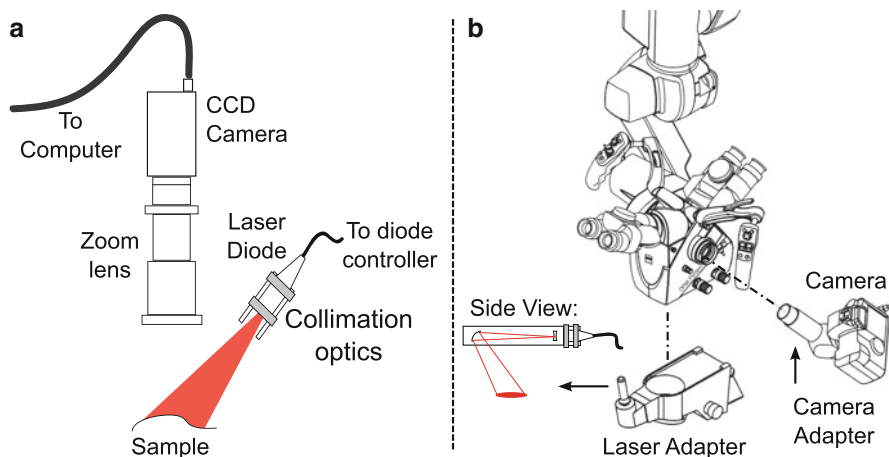 a
To
Computer
CCD
Camera
Zoom
lens
Laser
Diode
To diode
controller
Collimation
optics
Sample
b
Side View:
Laser Adapter
Camera
Camera
Adapter